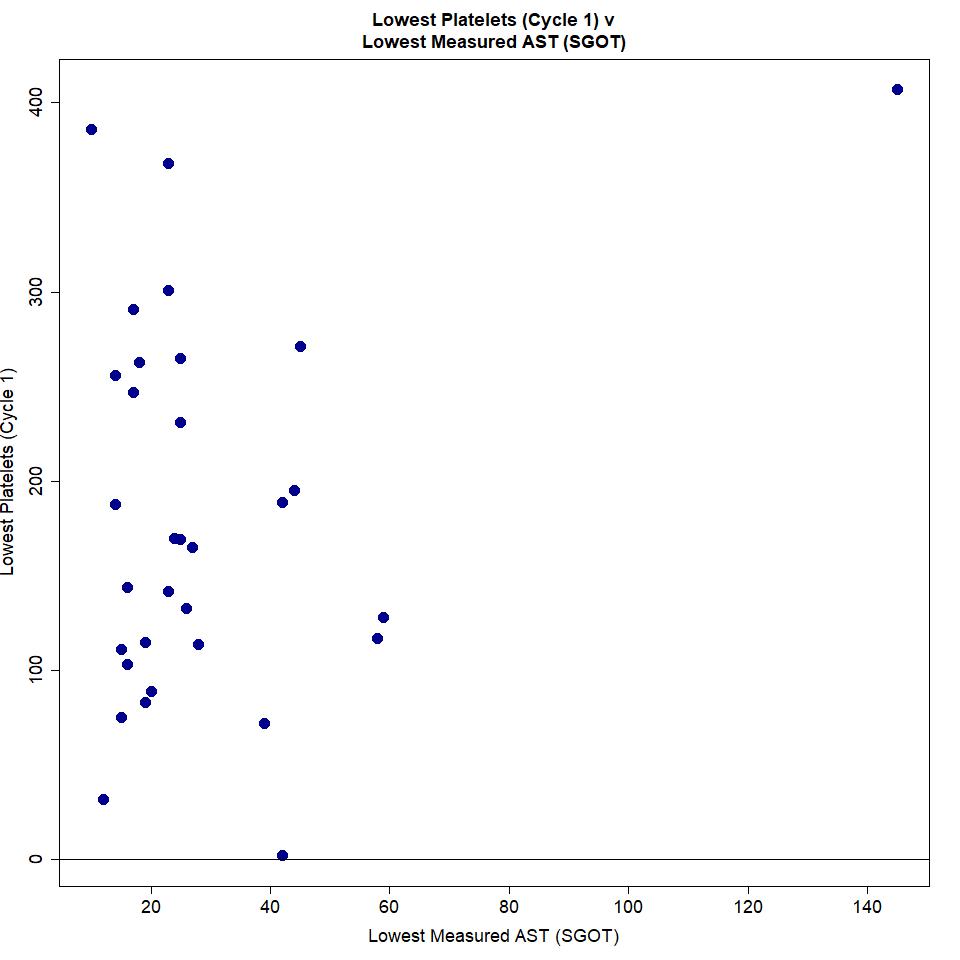 Lowest Platelets (Cycle 1) v
Lowest Measured AST (SGOT)
400
300
200
100
0
Lowest Platelets (Cycle 1)
20 40 60 80 100 120 140
Lowest Measured AST (SGOT)